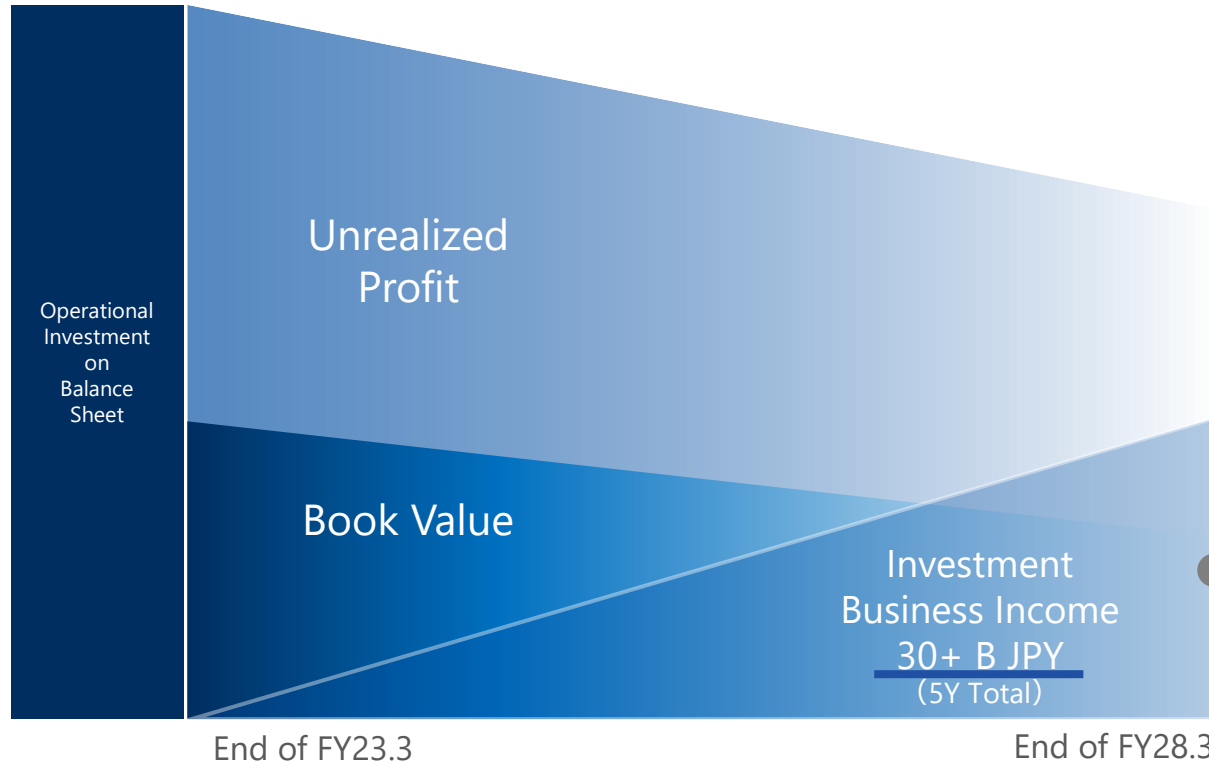 Operational
Investment
on
Balance
Sheet
Unrealized
Profit
Book Value
Investment
Business Income
30+ B JPY
(5Y Total)
End of FY23.3
End of FY28.3